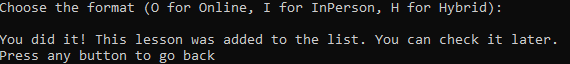 Choose the format (O for Online, I for InPerson, H for Hybrid):
You did it! This lesson was added to the list. You can check it later.
Press any button to go back